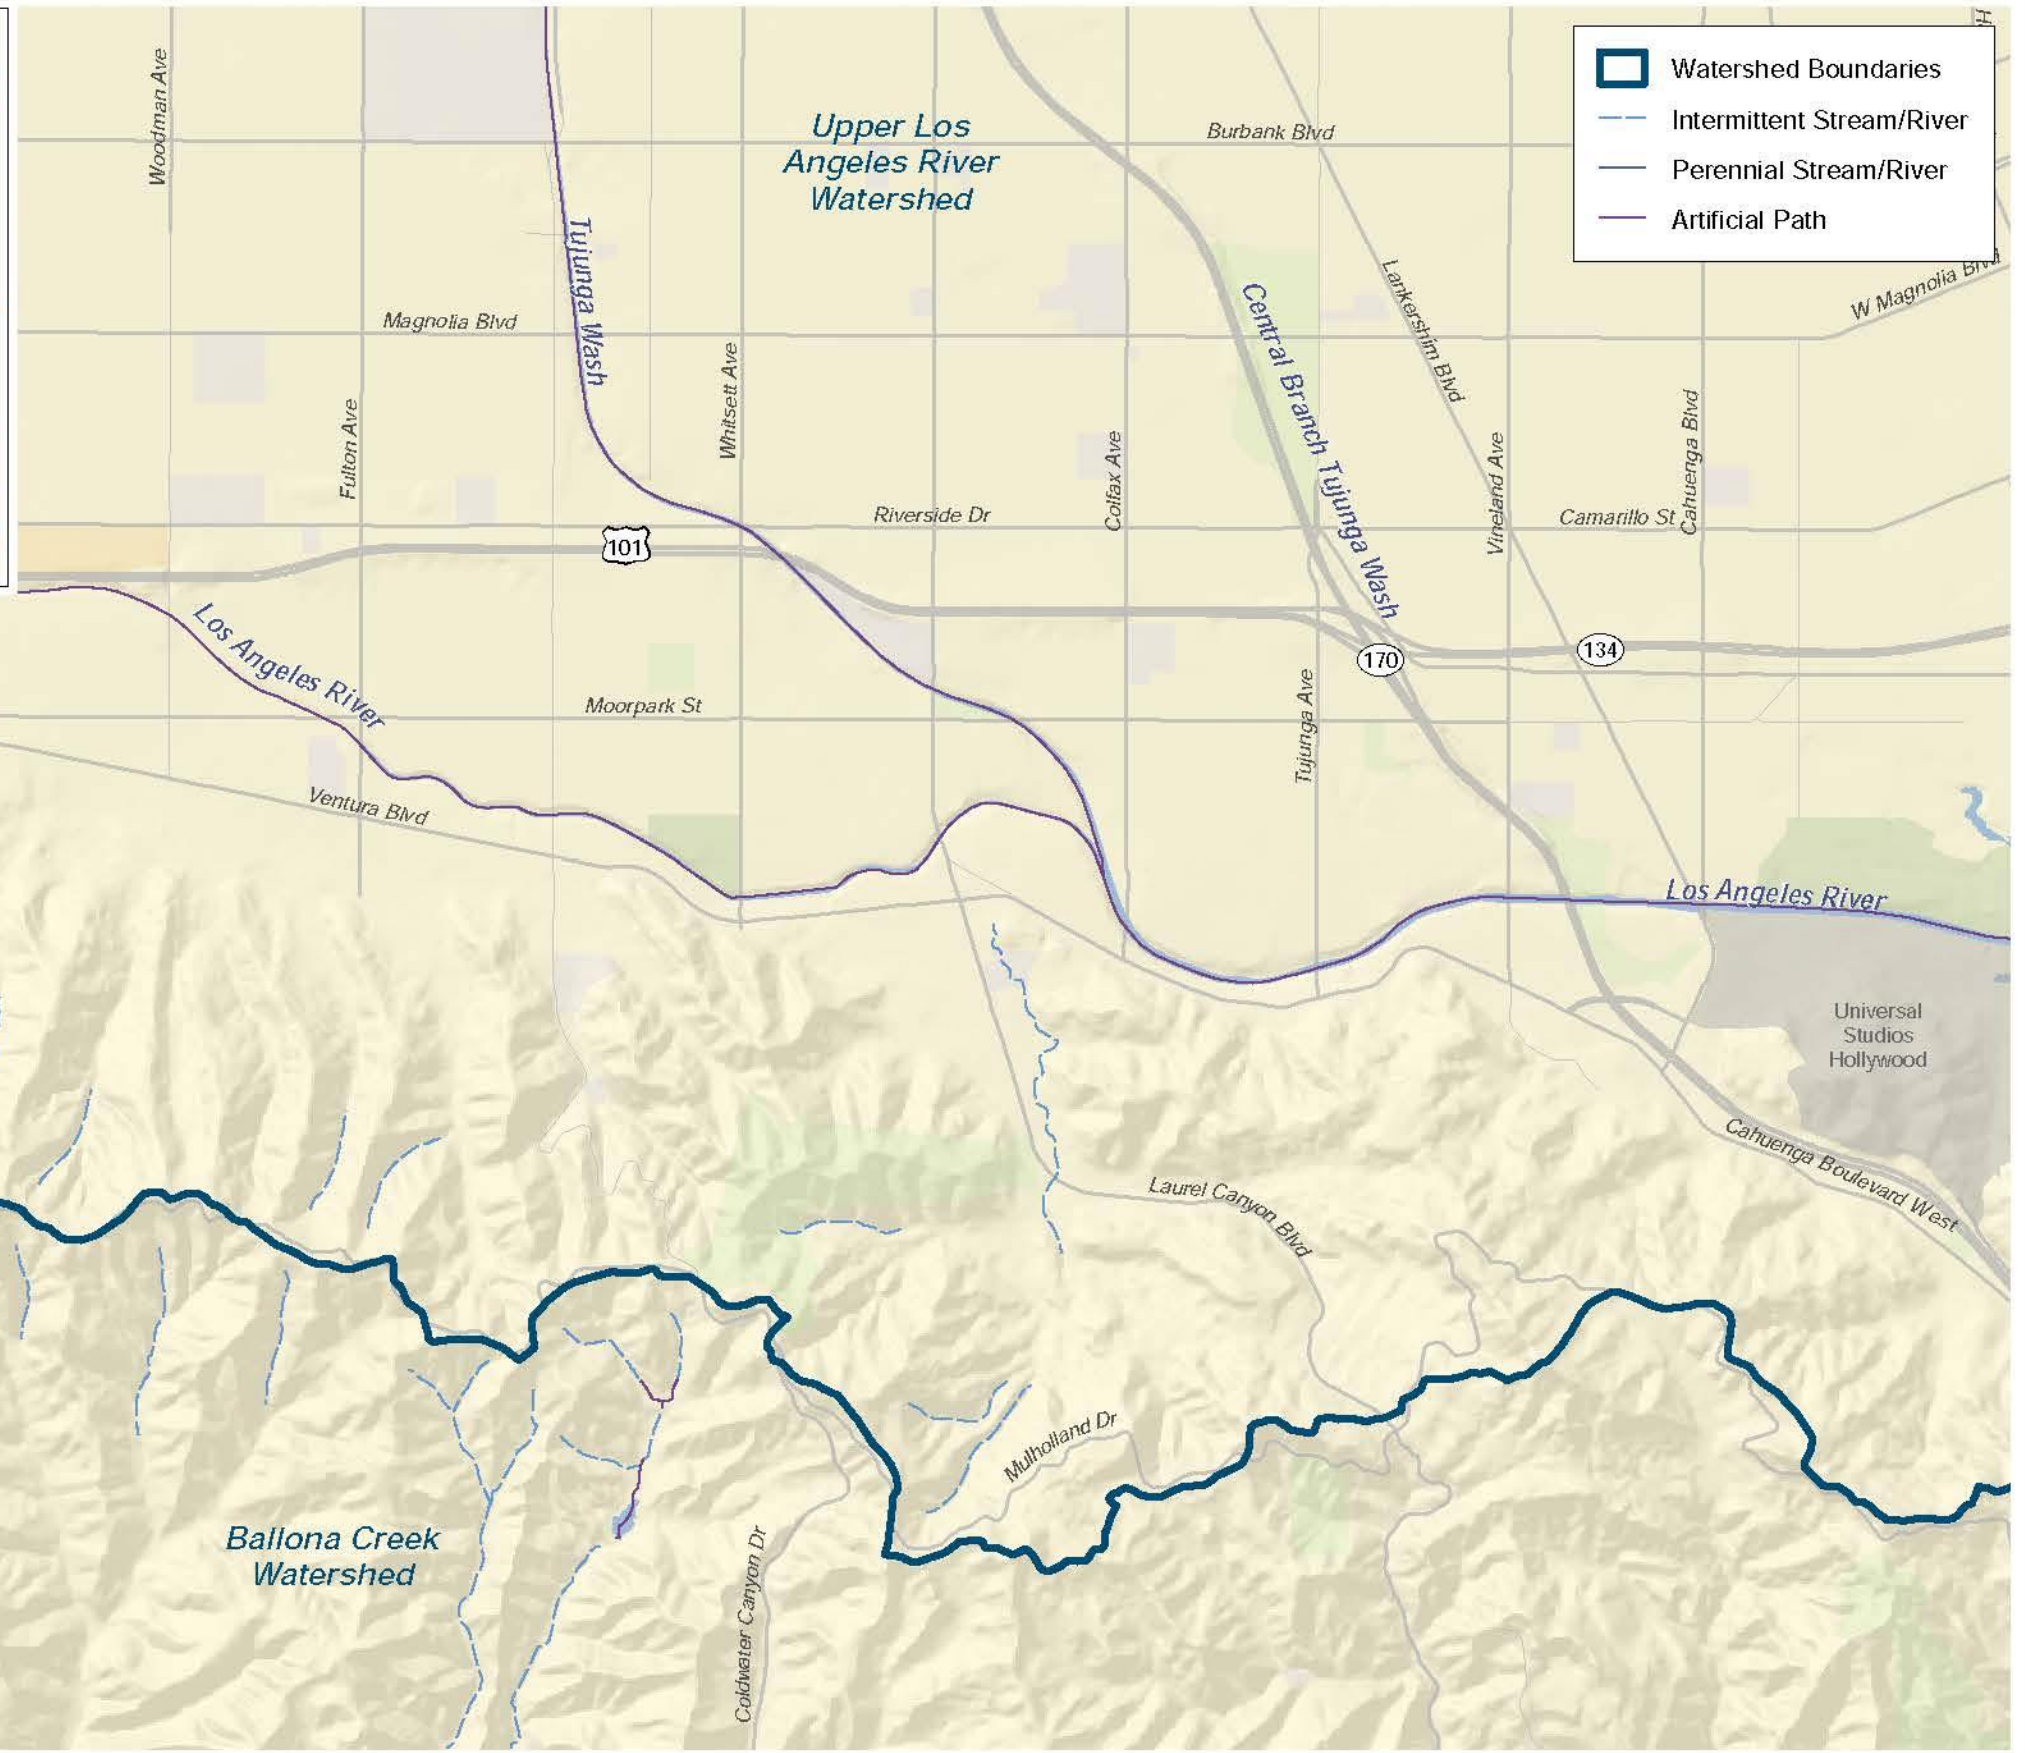 Watershed Boundaries
Intermittent Stream/River
Perennial Stream/River
Artificial Path
Woodman Ave
Upper Los
Angeles River
Watershed
Burbank Blvd
Tujunga Wash
Central Branch Tujunga Wash
Lankershim Blvd
W Magnolia Blvd
Magnolia Blvd
Whitsett Ave
Fulton Ave
Colfax Ave
Vineland Ave
Cahuenga Blvd
Riverside Dr
Camarillo St
101
Los Angeles River
170
134
Moorpark St
Tujunga Ave
Ventura Blvd
Los Angeles River
Universal
Studios
Hollywood
Cahuenga Boulevard West
Laurel Canyon Blvd
Mulholland Dr
Ballona Creek
Watershed
Coldwater Canyon Dr